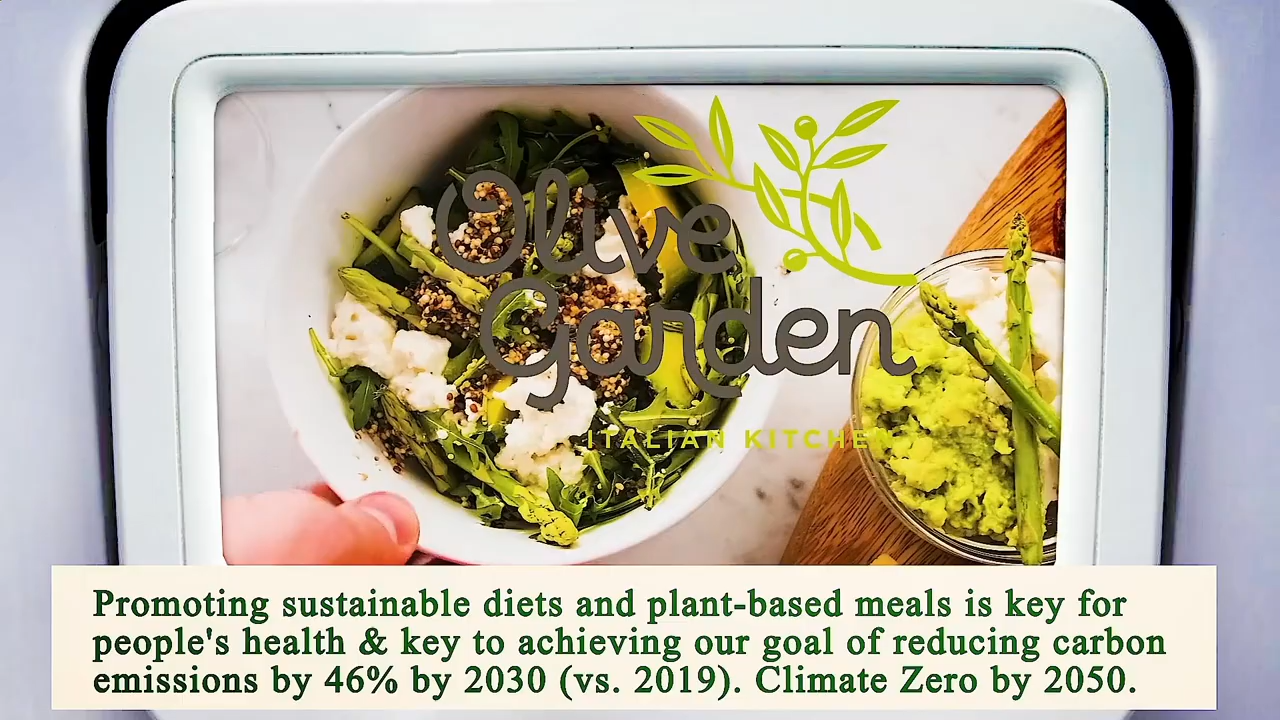 Olive
Garden
ITALIAN KITCHEN
Promoting sustainable diets and plant-based meals is key for
people's health & key to achieving our goal of reducing carbon
emissions by 46% by 2030 (vs. 2019). Climate Zero by 2050.